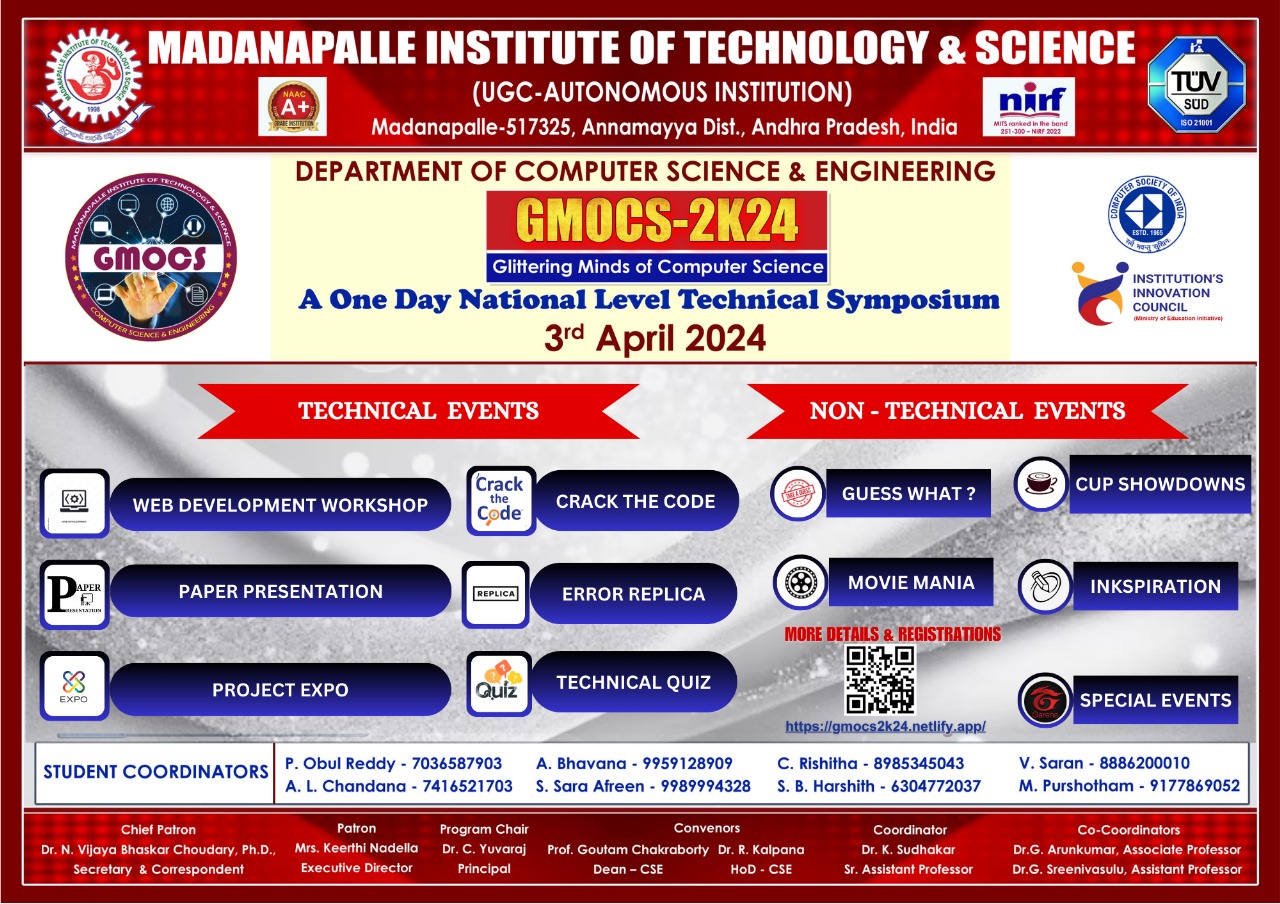 MADANAPALLE INSTITUTE OF TECHNOLOGY & SCIENCE
(UGC-AUTONOMOUS INSTITUTION)
Madanapalle-517325, Annamayya Dist., Andhra Pradesh, India
MADANAPALLE INSTITUTE OF TECHNOLOGY & SCIENCE
1998
NAAC
A+
GRADE INSTITUTION
nirf
MITS ranked in the band
251-300 – NIRF 2022
TÜV
SÜD
ISO 21001
DEPARTMENT OF COMPUTER SCIENCE & ENGINEERING
GMOCS-2K24
Glittering Minds of Computer Science
A One Day National Level Technical Symposium
3rd April 2024
MADANAPALLE INSTITUTE OF TECHNOLOGY & SCIENCE
GMOCS
COMPUTER SCIENCE & ENGINEERING
COMPUTER SOCIETY OF INDIA
ESTD. 1965
INSTITUTION'S
INNOVATION
COUNCIL
(Ministry of Education Initiative)
TECHNICAL EVENTS
NON - TECHNICAL EVENTS
WEB DEVELOPMENT WORKSHOP
Crack
the
Code
CRACK THE CODE
GUESS WHAT ?
CUP SHOWDOWNS
PAPER
PRESENTATION
PAPER PRESENTATION
REPLICA
ERROR REPLICA
MOVIE MANIA
INKSPIRATION
EXPO
PROJECT EXPO
Quiz
TECHNICAL QUIZ
MORE DETAILS & REGISTRATIONS
https://gmocs2k24.netlify.app/
Garena
SPECIAL EVENTS
STUDENT COORDINATORS
P. Obul Reddy - 7036587903
A. Bhavana - 9959128909
C. Rishitha - 8985345043
V. Saran - 8886200010
A. L. Chandana - 7416521703
S. Sara Afreen - 9989994328
S. B. Harshith - 6304772037
M. Purshotham - 9177869052
Chief Patron
Dr. N. Vijaya Bhaskar Choudary, Ph.D.,
Secretary & Correspondent
Patron
Mrs. Keerthi Nadella
Executive Director
Program Chair
Dr. C. Yuvaraj
Principal
Convenors
Prof. Goutam Chakraborty Dr. R. Kalpana
Dean – CSE HoD - CSE
Coordinator
Dr. K. Sudhakar
Sr. Assistant Professor
Co-Coordinators
Dr.G. Arunkumar, Associate Professor
Dr.G. Sreenivasulu, Assistant Professor